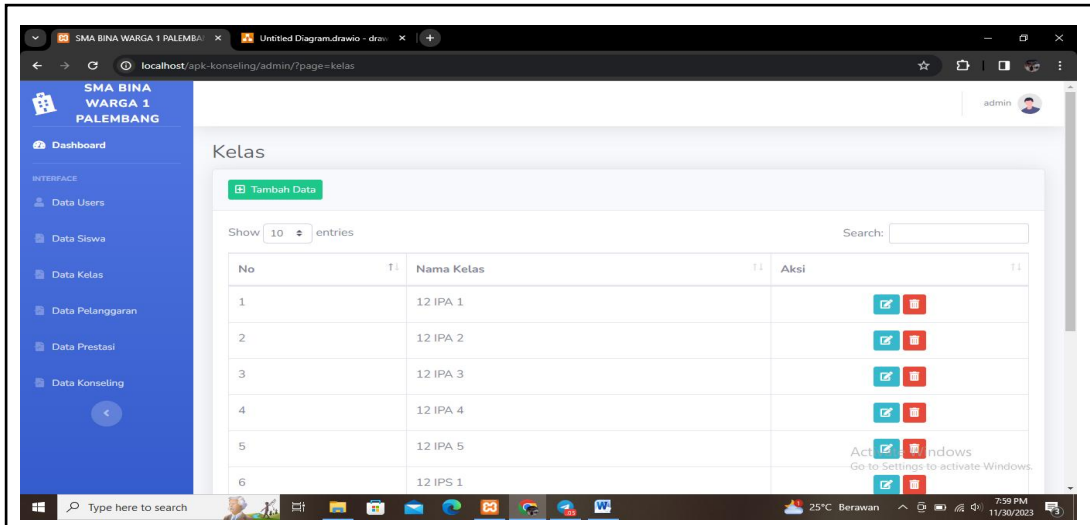 SMA BINA WARGA 1 PALEMBA
Untitled Diagram.drawio - draw
localhost/apk-konseling/admin/?page=kelas
SMA BINA
WARGA 1
PALEMBANG
admin
Dashboard
Kelas
INTERFACE
Tambah Data
Data Users
Show 10 entries
Search:
Data Siswa
No Nama Kelas Aksi
Data Kelas
1 12 IPA 1
Data Pelanggaran
2 12 IPA 2
Data Prestasi
3 12 IPA 3
Data Konseling
4 12 IPA 4
5 12 IPA 5
6 12 IPS 1
Activate Windows
Go to Settings to activate Windows.
Type here to search
25°C Berawan
7:59 PM
11/30/2023
3